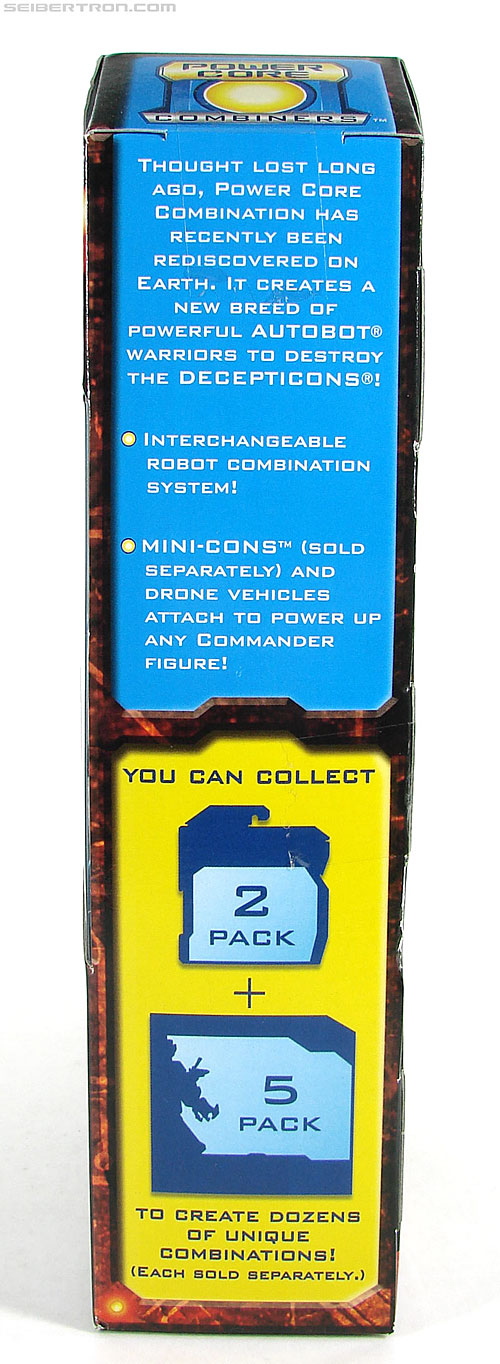 SEIBERTRON.COM
POWER
CORE
COMBINERS™
THOUGHT LOST LONG
AGO, POWER CORE
COMBINATION HAS
RECENTLY BEEN
REDISCOVERED ON
EARTH. IT CREATES A
NEW BREED OF
POWERFUL AUTOBOT®
WARRIORS TO DESTROY
THE DECEPTICONS®!
INTERCHANGEABLE
ROBOT COMBINATION
SYSTEM!
MINI-CONS™ (SOLD
SEPARATELY) AND
DRONE VEHICLES
ATTACH TO POWER UP
ANY COMMANDER
FIGURE!
YOU CAN COLLECT
2
PACK
+
5
PACK
TO CREATE DOZENS
OF UNIQUE
COMBINATIONS!
(EACH SOLD SEPARATELY.)